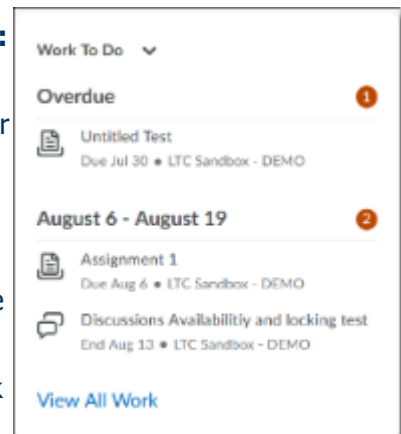 Work To Do
Overdue 1
Untitled Test
Due Jul 30 • LTC Sandbox - DEMO
August 6 - August 19 2
Assignment 1
Due Aug 6 • LTC Sandbox - DEMO
Discussions Availabilitiy and locking test
End Aug 13 • LTC Sandbox - DEMO
View All Work